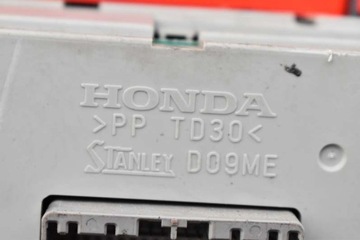 HONDA
>PP TD30<
STANLEY D09ME